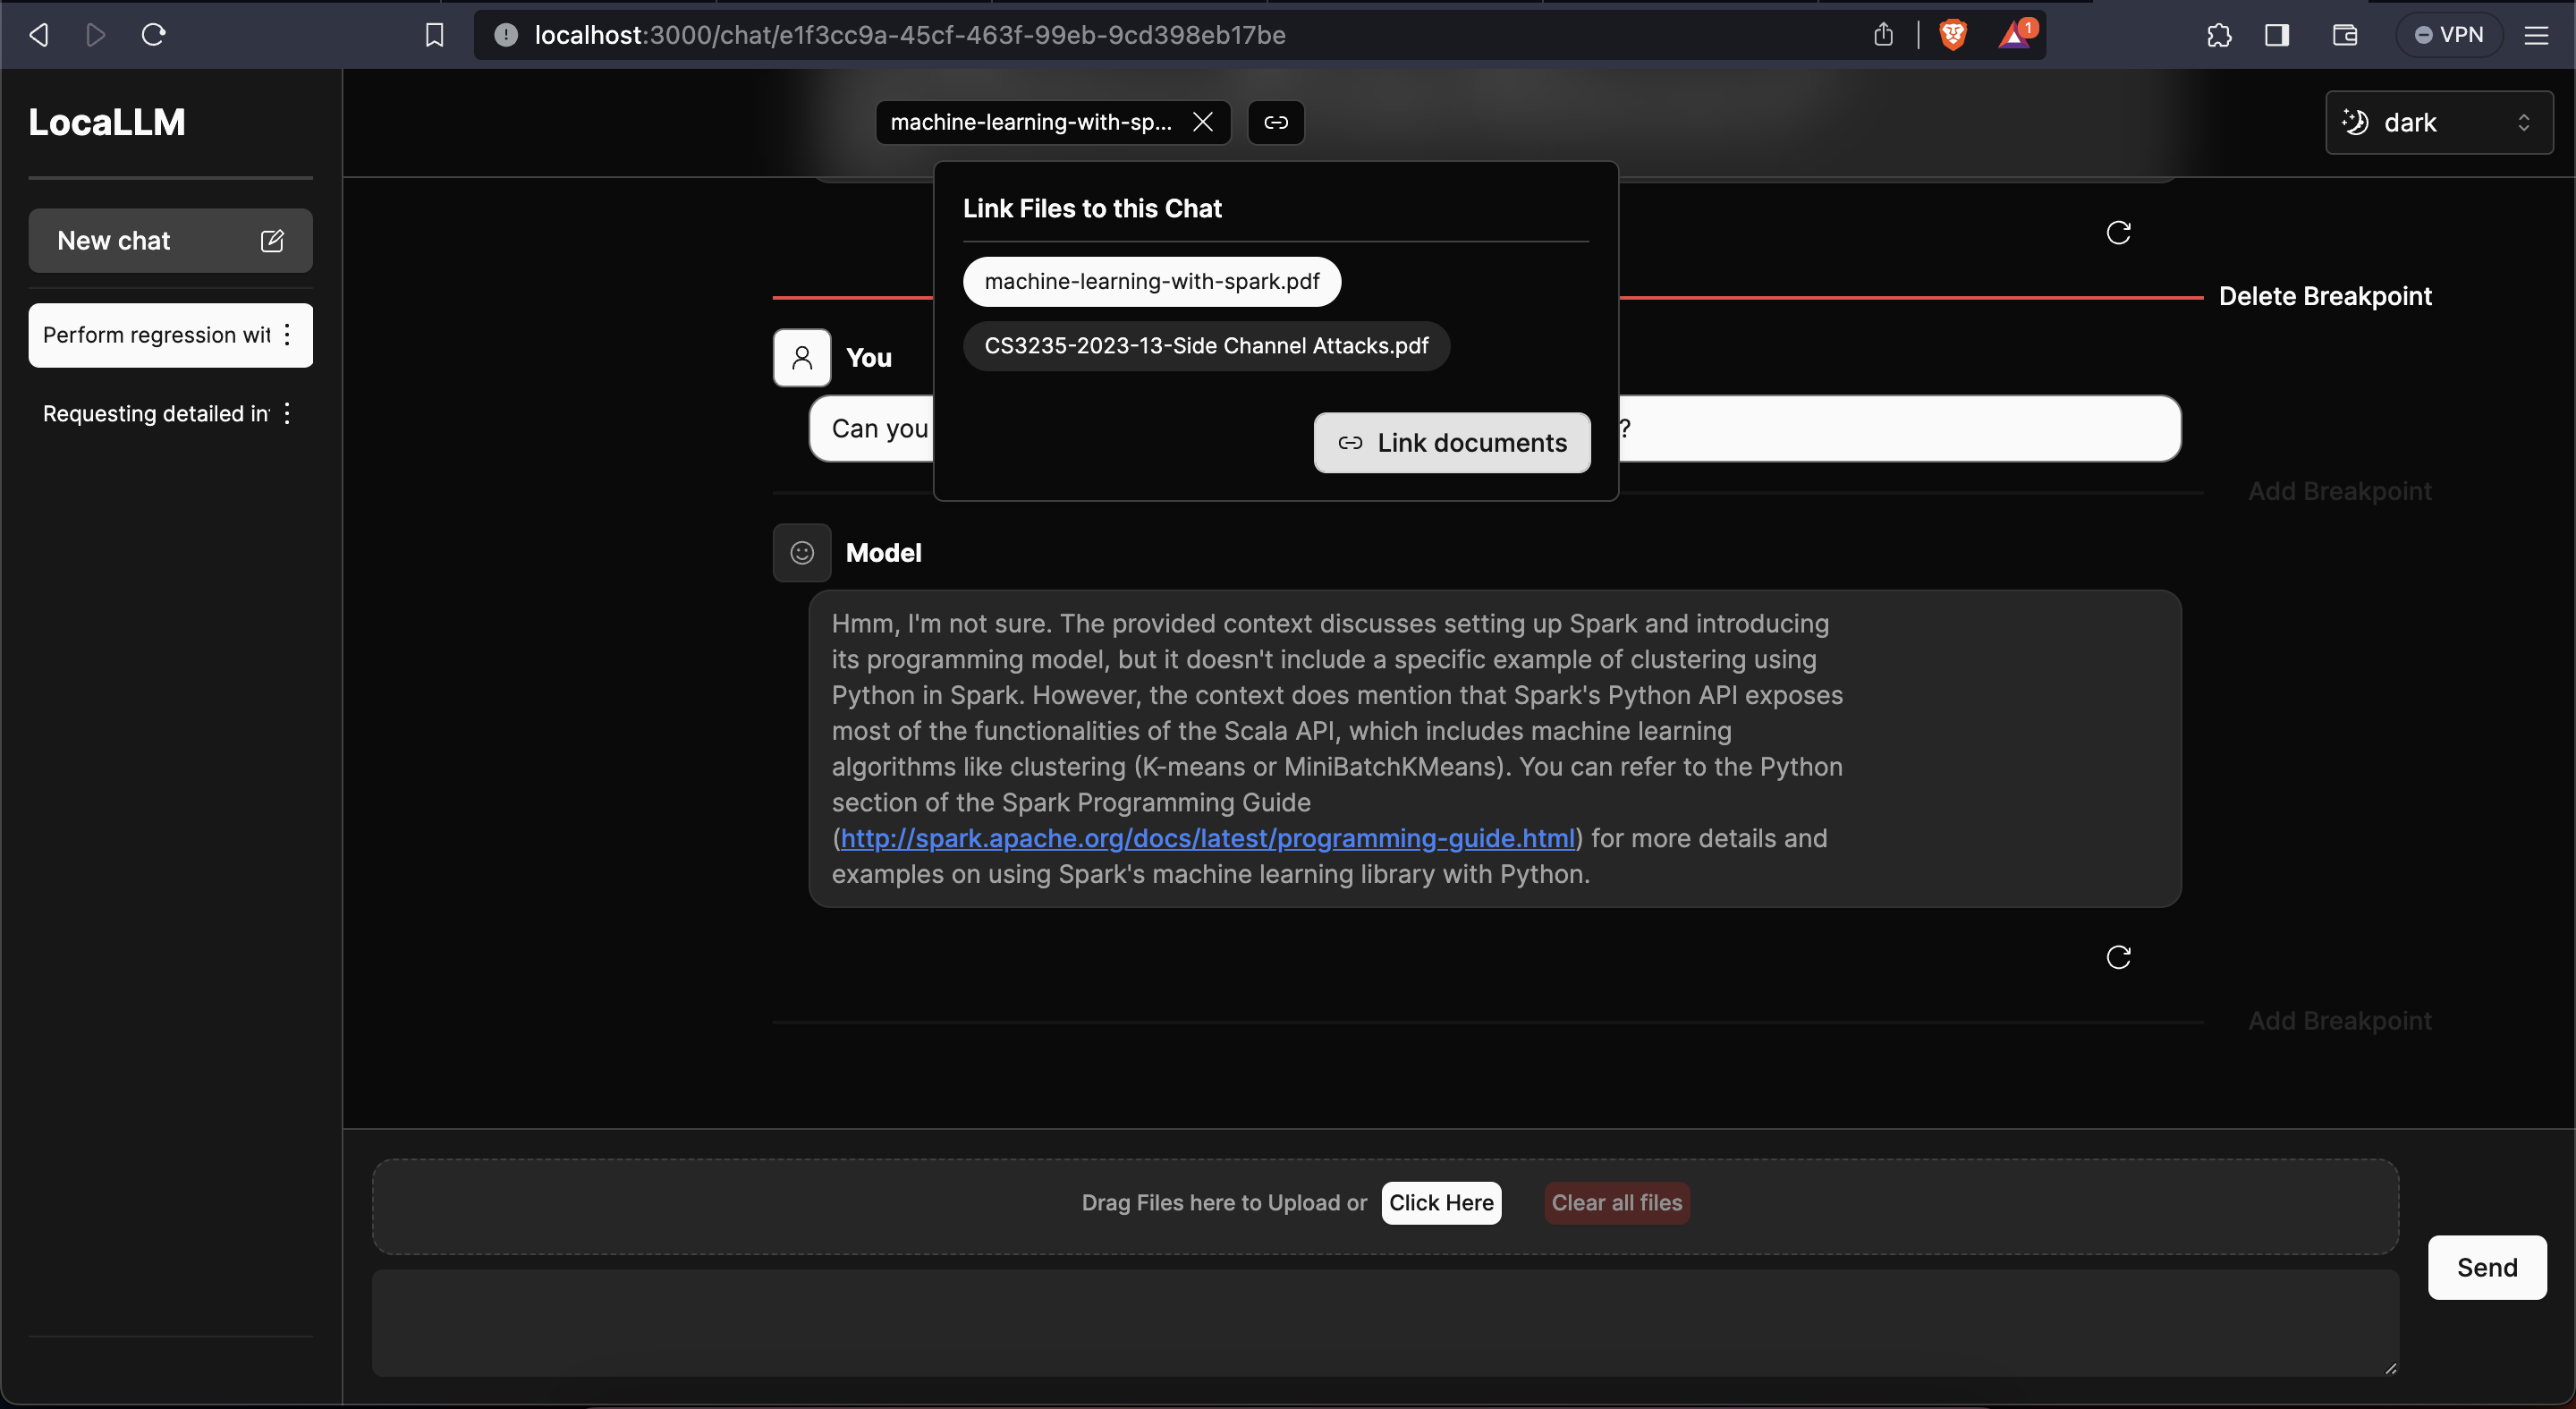 localhost:3000/chat/e1f3cc9a-45cf-463f-99eb-9cd398eb17be
1
VPN
LocaLLM
machine-learning-with-sp...
dark
New chat
Perform regression wit
Requesting detailed in
Link Files to this Chat
machine-learning-with-spark.pdf
CS3235-2023-13-Side Channel Attacks.pdf
Link documents
Delete Breakpoint
You
Can you
?
Add Breakpoint
Model
Hmm, I'm not sure. The provided context discusses setting up Spark and introducing
its programming model, but it doesn't include a specific example of clustering using
Python in Spark. However, the context does mention that Spark's Python API exposes
most of the functionalities of the Scala API, which includes machine learning
algorithms like clustering (K-means or MiniBatchKMeans). You can refer to the Python
section of the Spark Programming Guide
(http://spark.apache.org/docs/latest/programming-guide.html) for more details and
examples on using Spark's machine learning library with Python.
Add Breakpoint
Drag Files here to Upload or Click Here Clear all files
Send